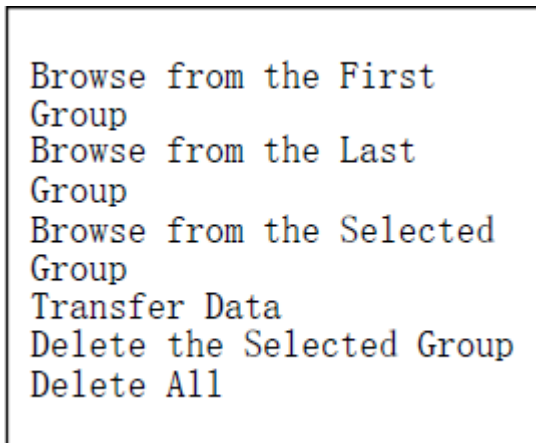 Browse from the First
Group
Browse from the Last
Group
Browse from the Selected
Group
Transfer Data
Delete the Selected Group
Delete All